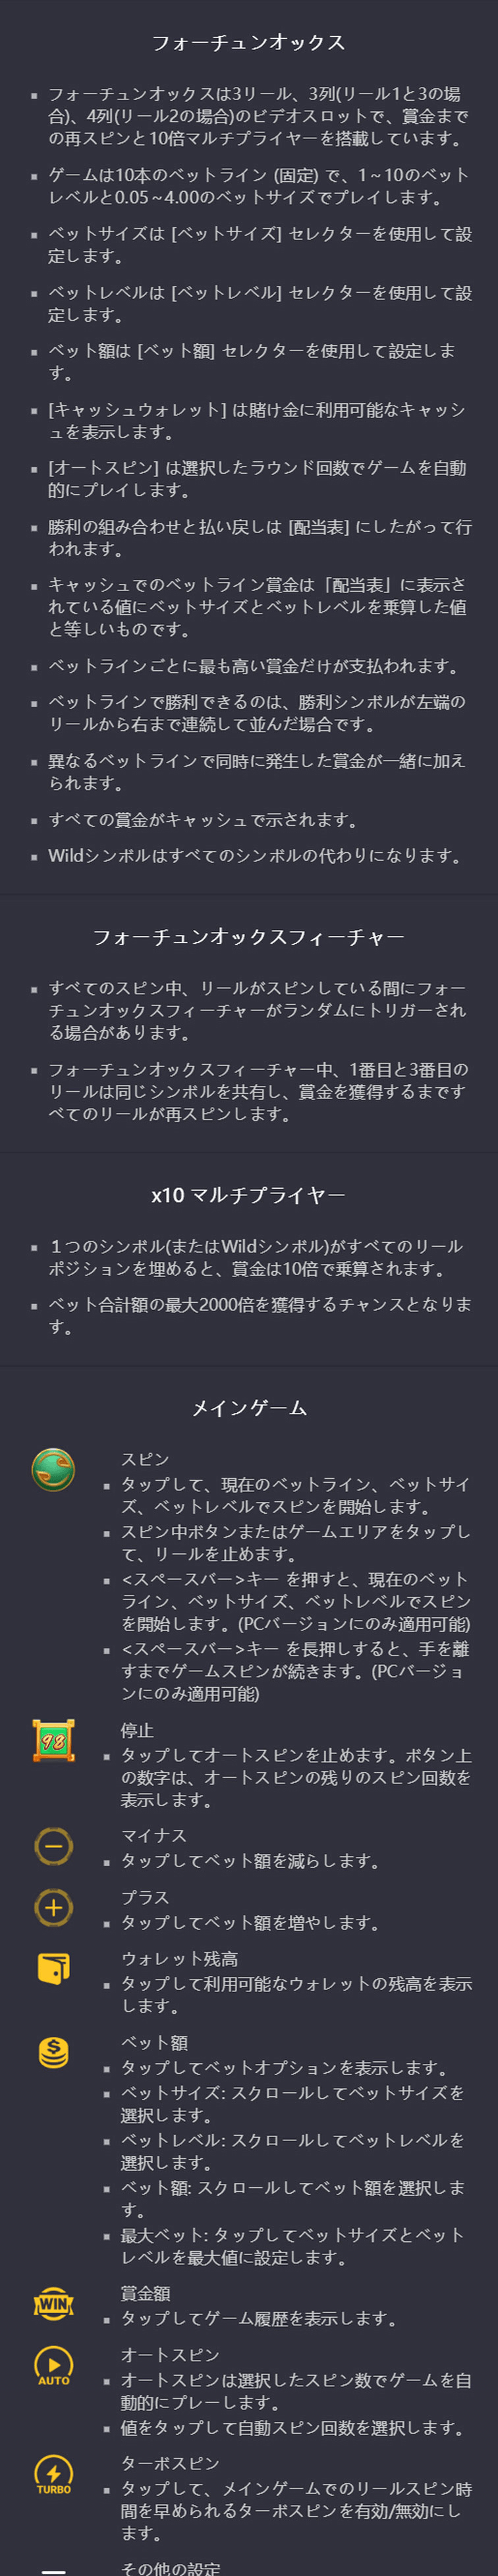 フォーチュンオックス
▪ フォーチュンオックスは3リール、3列(リール1と3の場
合)、4列(リール2の場合)のビデオスロットで、賞金まで
の再スピンと10倍マルチプライヤーを搭載しています。
▪ ゲームは10本のベットライン (固定) で、1~10のベット
レベルと0.05~4.00のベットサイズでプレイします。
▪ ベットサイズは [ベットサイズ] セレクターを使用して設
定します。
▪ ベットレベルは [ベットレベル] セレクターを使用して設
定します。
▪ ベット額は [ベット額] セレクターを使用して設定しま
す。
▪ [キャッシュウォレット] は賭け金に利用可能なキャッシ
ュを表示します。
▪ [オートスピン] は選択したラウンド回数でゲームを自動
的にプレイします。
▪ 勝利の組み合わせと払い戻しは [配当表] にしたがって行
われます。
▪ キャッシュでのベットライン賞金は「配当表」に表示さ
れている値にベットサイズとベットレベルを乗算した値
と等しいものです。
▪ ベットラインごとに最も高い賞金だけが支払われます。
▪ ベットラインで勝利できるのは、勝利シンボルが左端の
リールから右まで連続して並んだ場合です。
▪ 異なるベットラインで同時に発生した賞金が一緒に加え
られます。
▪ すべての賞金がキャッシュで示されます。
▪ Wildシンボルはすべてのシンボルの代わりになります。
フォーチュンオックスフィーチャー
▪ すべてのスピン中、リールがスピンしている間にフォー
チュンオックスフィーチャーがランダムにトリガーされ
る場合があります。
▪ フォーチュンオックスフィーチャー中、1番目と3番目の
リールは同じシンボルを共有し、賞金を獲得するまです
べてのリールが再スピンします。
x10 マルチプライヤー
▪ １つのシンボル(またはWildシンボル)がすべてのリール
ポジションを埋めると、賞金は10倍で乗算されます。
▪ ベット合計額の最大2000倍を獲得するチャンスとなりま
す。
メインゲーム
スピン
▪ タップして、現在のベットライン、ベットサイ
ズ、ベットレベルでスピンを開始します。
▪ スピン中ボタンまたはゲームエリアをタップし
て、リールを止めます。
▪ <スペースバー>キー を押すと、現在のベット
ライン、ベットサイズ、ベットレベルでスピン
を開始します。(PCバージョンにのみ適用可能)
▪ <スペースバー>キー を長押しすると、手を離
すまでゲームスピンが続きます。(PCバージョ
ンにのみ適用可能)
98
停止
▪ タップしてオートスピンを止めます。ボタン上
の数字は、オートスピンの残りのスピン回数を
表示します。
マイナス
▪ タップしてベット額を減らします。
プラス
▪ タップしてベット額を増やします。
ウォレット残高
▪ タップして利用可能なウォレットの残高を表示
します。
ベット額
▪ タップしてベットオプションを表示します。
▪ ベットサイズ: スクロールしてベットサイズを
選択します。
▪ ベットレベル: スクロールしてベットレベルを
選択します。
▪ ベット額: スクロールしてベット額を選択しま
す。
▪ 最大ベット: タップしてベットサイズとベット
レベルを最大値に設定します。
WIN
賞金額
▪ タップしてゲーム履歴を表示します。
AUTO
オートスピン
▪ オートスピンは選択したスピン数でゲームを自
動的にプレーします。
▪ 値をタップして自動スピン回数を選択します。
TURBO
ターボスピン
▪ タップして、メインゲームでのリールスピン時
間を早められるターボスピンを有効/無効にし
ます。
その他の設定